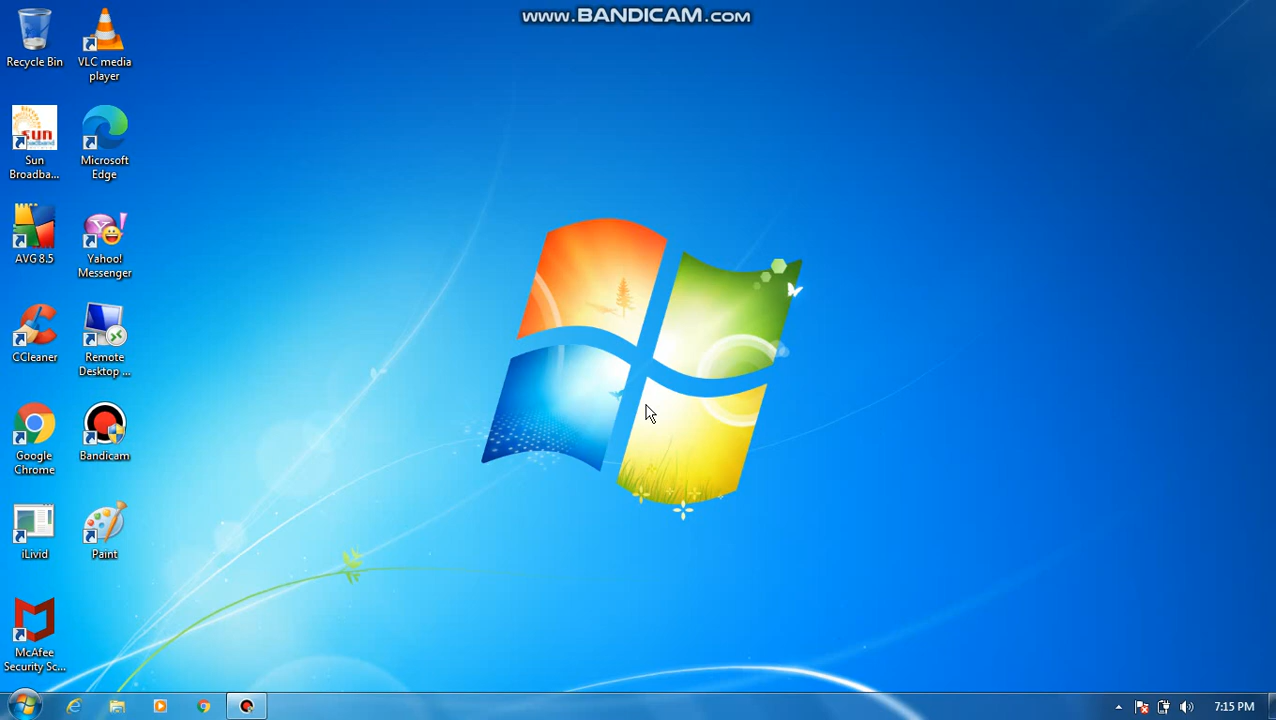 www.BANDICAM.com
Recycle Bin
VLC media
player
Sun
Broadba...
Microsoft
Edge
AVG 8.5
Yahoo!
Messenger
CCleaner
Remote
Desktop ...
Google
Chrome
Bandicam
iLivid
Paint
McAfee
Security Sc...
7:15 PM